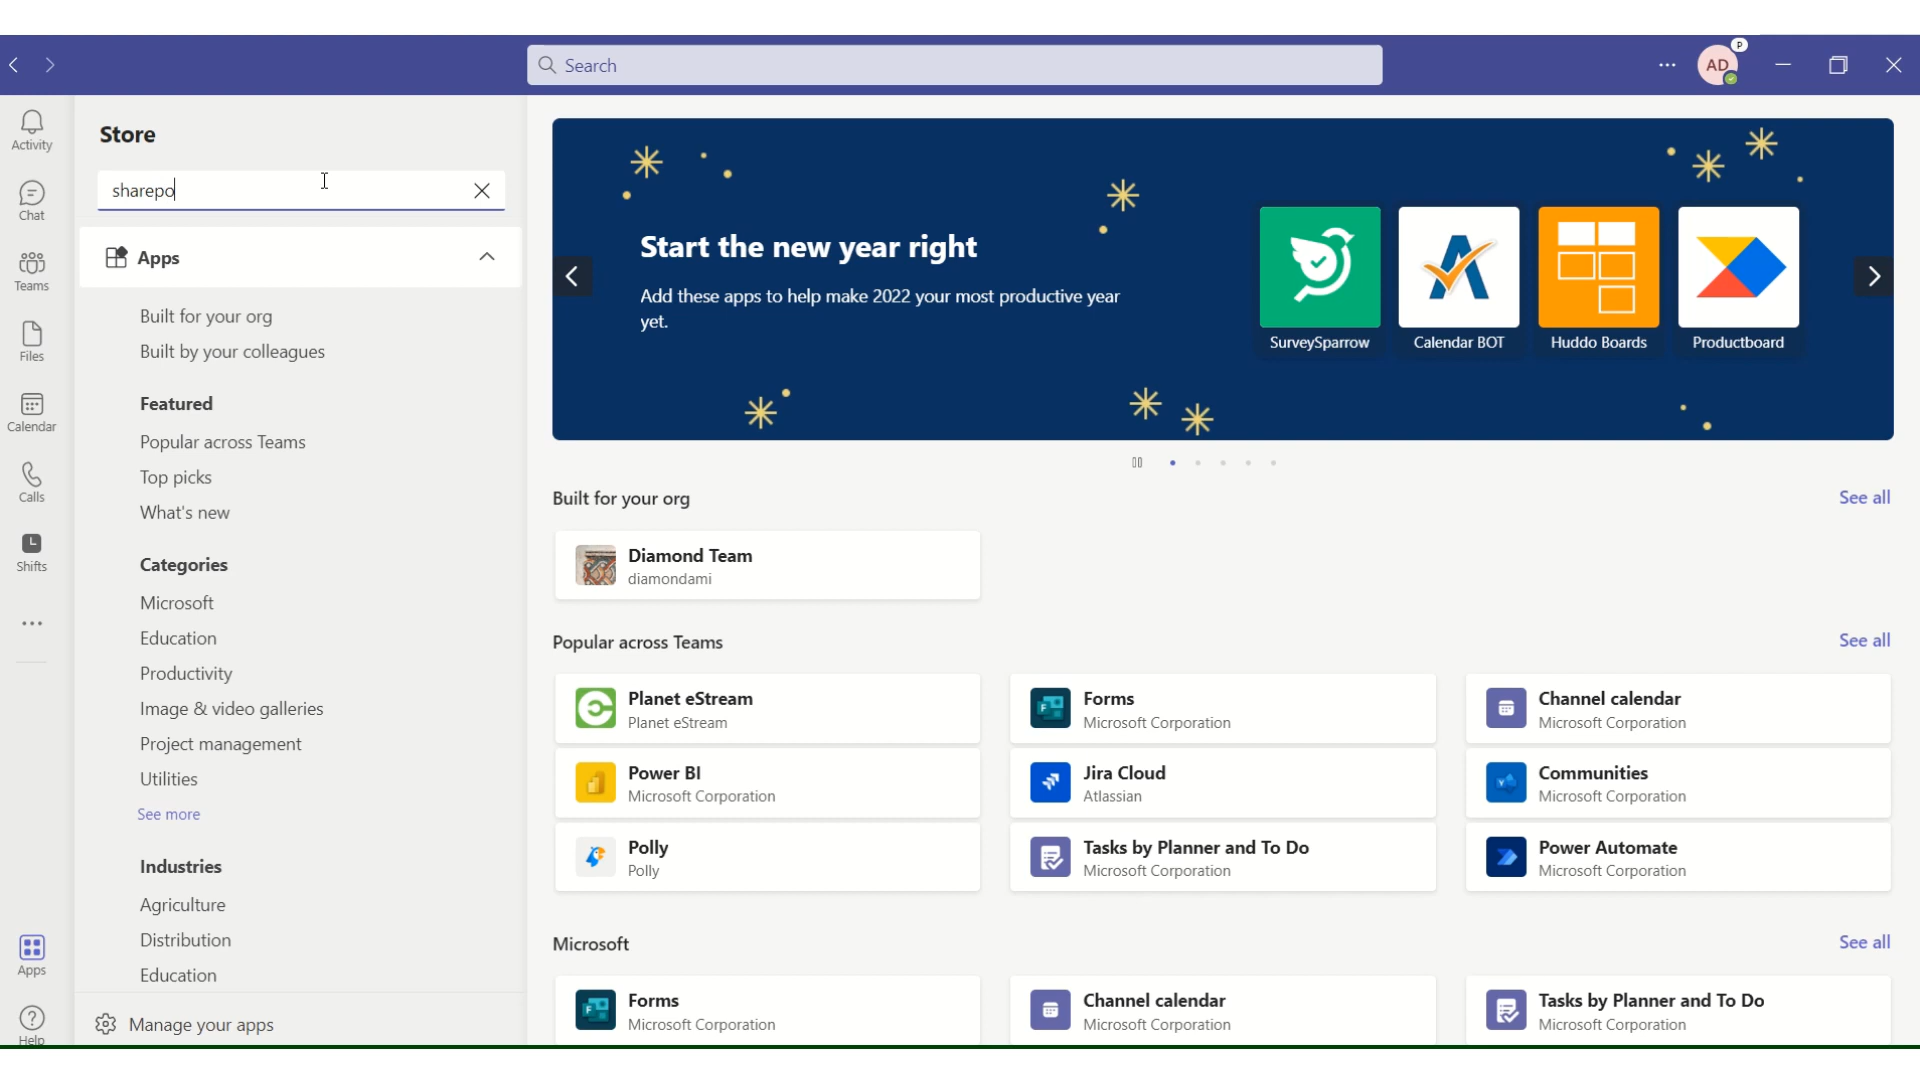 Search
P
AD
Activity
Chat
Teams
Files
Calendar
Calls
Shifts
Apps
Help
Store
sharepo
Apps
Built for your org
Built by your colleagues
Featured
Popular across Teams
Top picks
What's new
Categories
Microsoft
Education
Productivity
Image & video galleries
Project management
Utilities
See more
Industries
Agriculture
Distribution
Education
Manage your apps
Start the new year right
Add these apps to help make 2022 your most productive year
yet.
SurveySparrow
Calendar BOT
Huddo Boards
Productboard
Built for your org
See all
Diamond Team
diamondami
Popular across Teams
See all
Planet eStream
Planet eStream
Forms
Microsoft Corporation
Channel calendar
Microsoft Corporation
Power BI
Microsoft Corporation
Jira Cloud
Atlassian
Communities
Microsoft Corporation
Polly
Polly
Tasks by Planner and To Do
Microsoft Corporation
Power Automate
Microsoft Corporation
Microsoft
See all
Forms
Microsoft Corporation
Channel calendar
Microsoft Corporation
Tasks by Planner and To Do
Microsoft Corporation